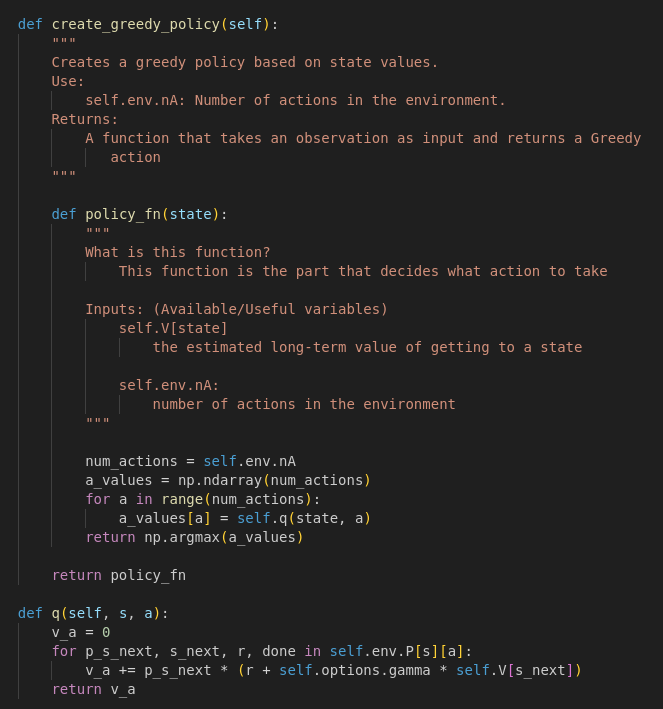 def create_greedy_policy(self):
    """
    Creates a greedy policy based on state values.
    Use:
        self.env.nA: Number of actions in the environment.
    Returns:
        A function that takes an observation as input and returns a Greedy
           action
    """

    def policy_fn(state):
        """
        What is this function?
            This function is the part that decides what action to take

        Inputs: (Available/Useful variables)
            self.V[state]
                the estimated long-term value of getting to a state

            self.env.nA:
                number of actions in the environment
        """

        num_actions = self.env.nA
        a_values = np.ndarray(num_actions)
        for a in range(num_actions):
            a_values[a] = self.q(state, a)
        return np.argmax(a_values)

    return policy_fn

def q(self, s, a):
    v_a = 0
    for p_s_next, s_next, r, done in self.env.P[s][a]:
        v_a += p_s_next * (r + self.options.gamma * self.V[s_next])
    return v_a